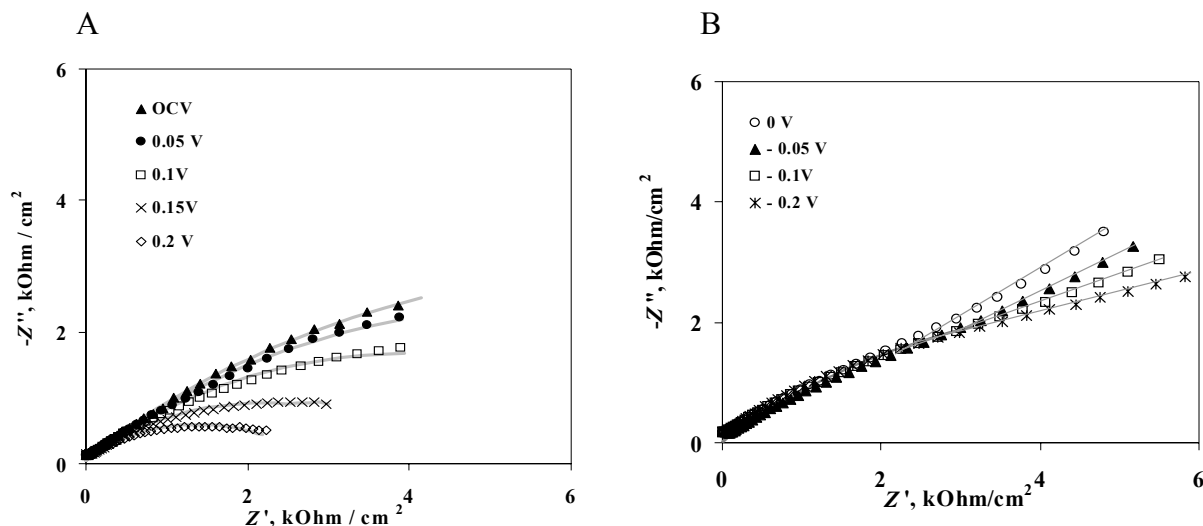 A
6
4
2
0
-Z'', kOhm / cm2
OCV
0.05 V
0.1V
0.15V
0.2 V
0
2
4
6
Z', kOhm / cm2
B
6
4
2
0
-Z'', kOhm/cm2
0 V
- 0.05 V
- 0.1V
- 0.2 V
0
2
4
6
Z', kOhm/cm2